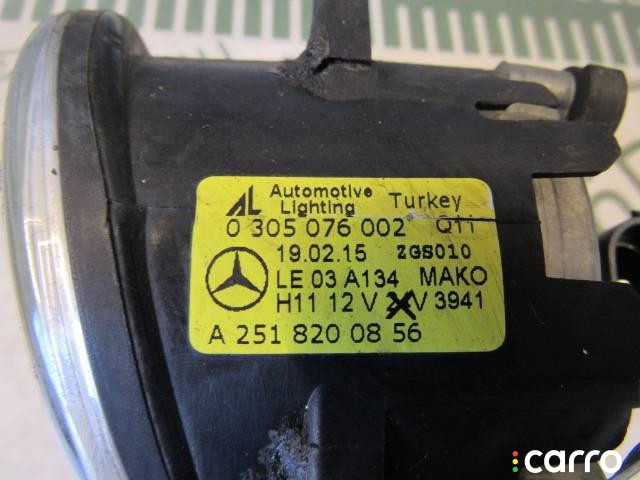 AL Automotive Lighting Turkey
0 305 076 002 Q11
19.02.15 ZGS010
LE 03 A134 MAKO
H11 12 V V 3941
A 251 820 08 56
carro